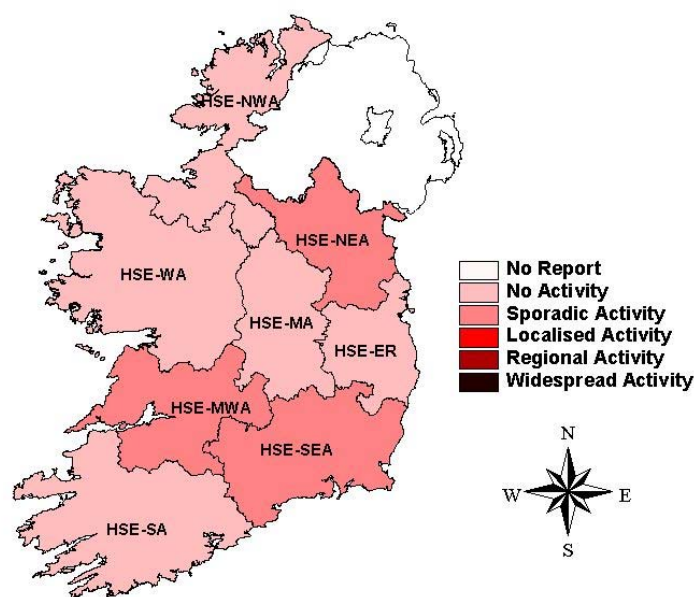 HSE-NWA
HSE-NEA
HSE-WA
HSE-MA
HSE-ER
HSE-MWA
HSE-SEA
HSE-SA
No Report
No Activity
Sporadic Activity
Localised Activity
Regional Activity
Widespread Activity
N
W E
S